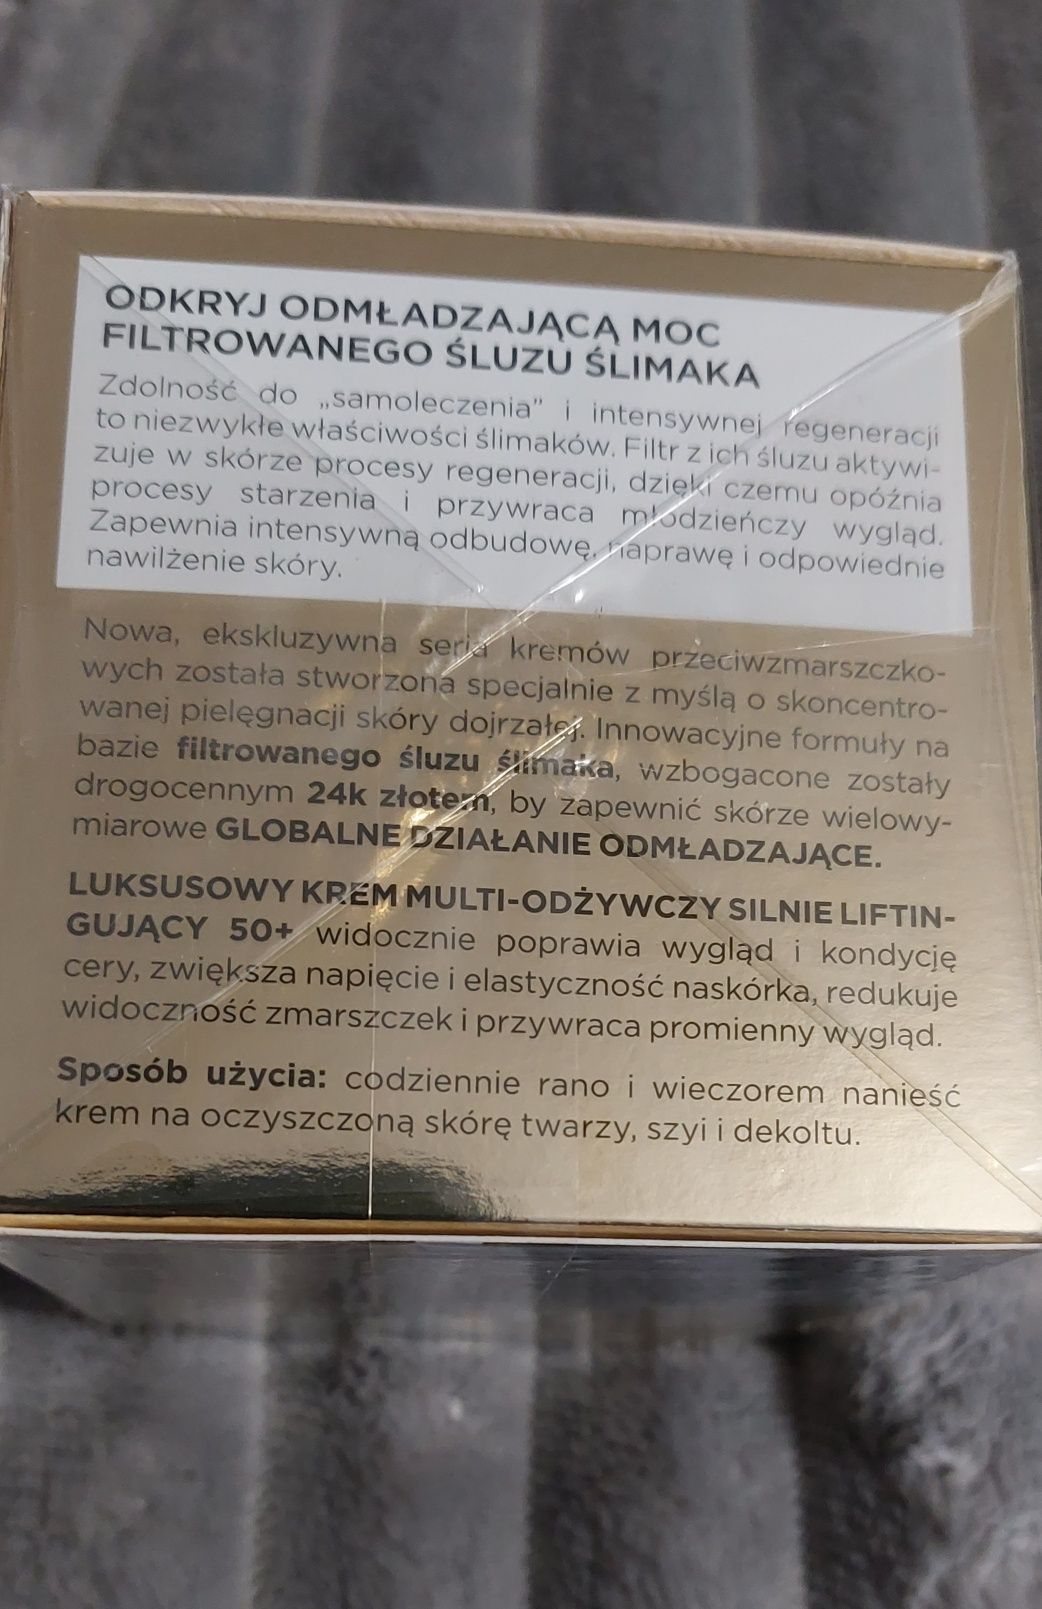 ODKRYJ ODMŁADZAJĄCĄ MOC
FILTROWANEGO ŚLUZU ŚLIMAKA
Zdolność do „samoleczenia” i intensywnej regeneracji
to niezwykłe właściwości ślimaków. Filtr z ich śluzu aktywi-
zuje w skórze procesy regeneracji, dzięki czemu opóźnia
procesy starzenia i przywraca młodzieńczy wygląd.
Zapewnia intensywną odbudowę, naprawę i odpowiednie
nawilżenie skóry.
Nowa, ekskluzywna seria kremów przeciwzmarszczko-
wych została stworzona specjalnie z myślą o skoncentro-
wanej pielęgnacji skóry dojrzałej. Innowacyjne formuły na
bazie filtrowanego śluzu ślimaka, wzbogacone zostały
drogocennym 24k złotem, by zapewnić skórze wielowy-
miarowe GLOBALNE DZIAŁANIE ODMŁADZAJĄCE.
LUKSUSOWY KREM MULTI-ODŻYWCZY SILNIE LIFTIN-
GUJĄCY 50+ widocznie poprawia wygląd i kondycję
cery, zwiększa napięcie i elastyczność naskórka, redukuje
widoczność zmarszczek i przywraca promienny wygląd.
Sposób użycia: codziennie rano i wieczorem nanieść
krem na oczyszczoną skórę twarzy, szyi i dekoltu.